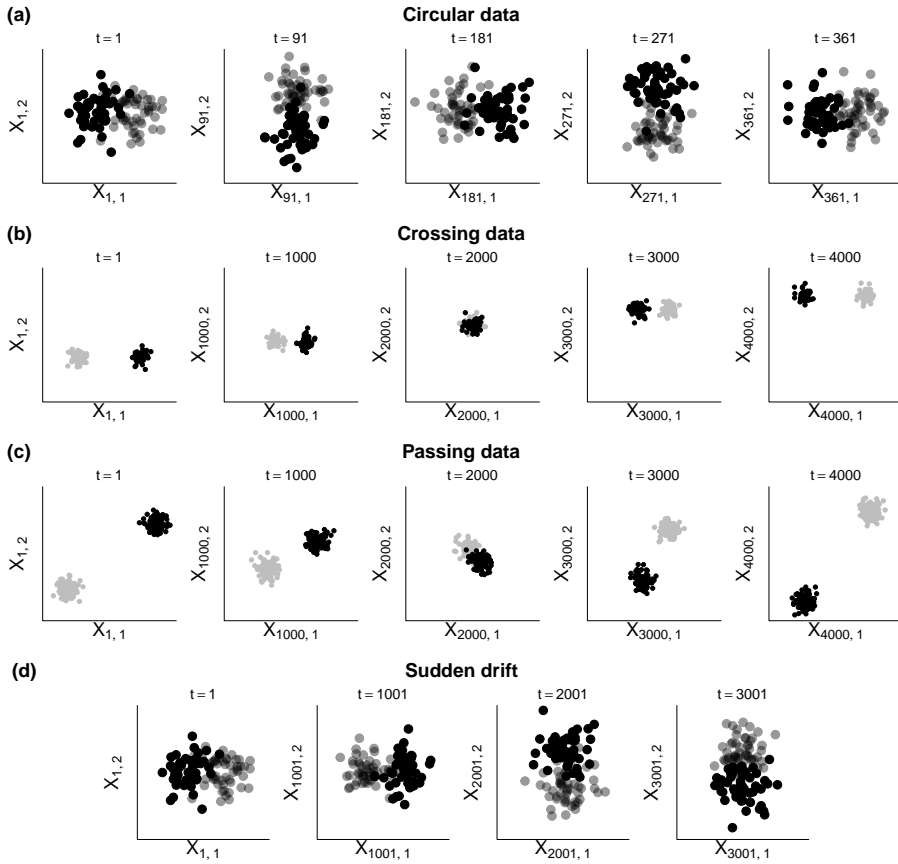 (a) Circular data
t = 1 t = 91 t = 181 t = 271 t = 361
X1, 2 X91, 2 X181, 2 X271, 2 X361, 2
X1, 1 X91, 1 X181, 1 X271, 1 X361, 1
(b) Crossing data
t = 1 t = 1000 t = 2000 t = 3000 t = 4000
X1, 2 X1000, 2 X2000, 2 X3000, 2 X4000, 2
X1, 1 X1000, 1 X2000, 1 X3000, 1 X4000, 1
(c) Passing data
t = 1 t = 1000 t = 2000 t = 3000 t = 4000
X1, 2 X1000, 2 X2000, 2 X3000, 2 X4000, 2
X1, 1 X1000, 1 X2000, 1 X3000, 1 X4000, 1
(d) Sudden drift
t = 1 t = 1001 t = 2001 t = 3001
X1, 2 X1001, 2 X2001, 2 X3001, 2
X1, 1 X1001, 1 X2001, 1 X3001, 1